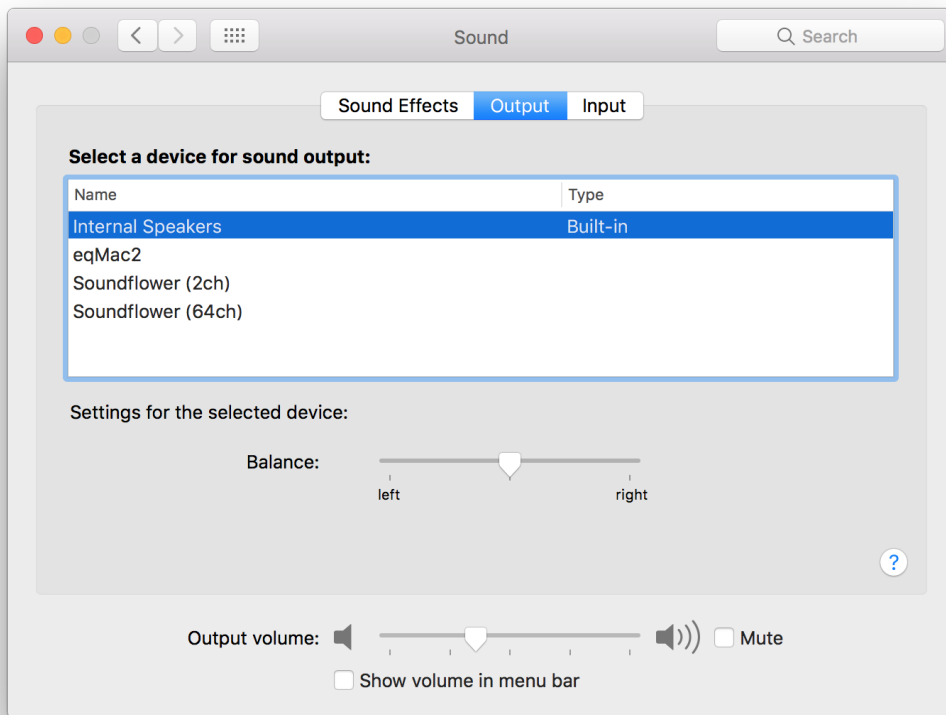 Sound
Search
Sound Effects Output Input
Select a device for sound output:
Name Type
Internal Speakers Built-in
eqMac2
Soundflower (2ch)
Soundflower (64ch)
Settings for the selected device:
Balance:
left right
?
Output volume: Mute
Show volume in menu bar